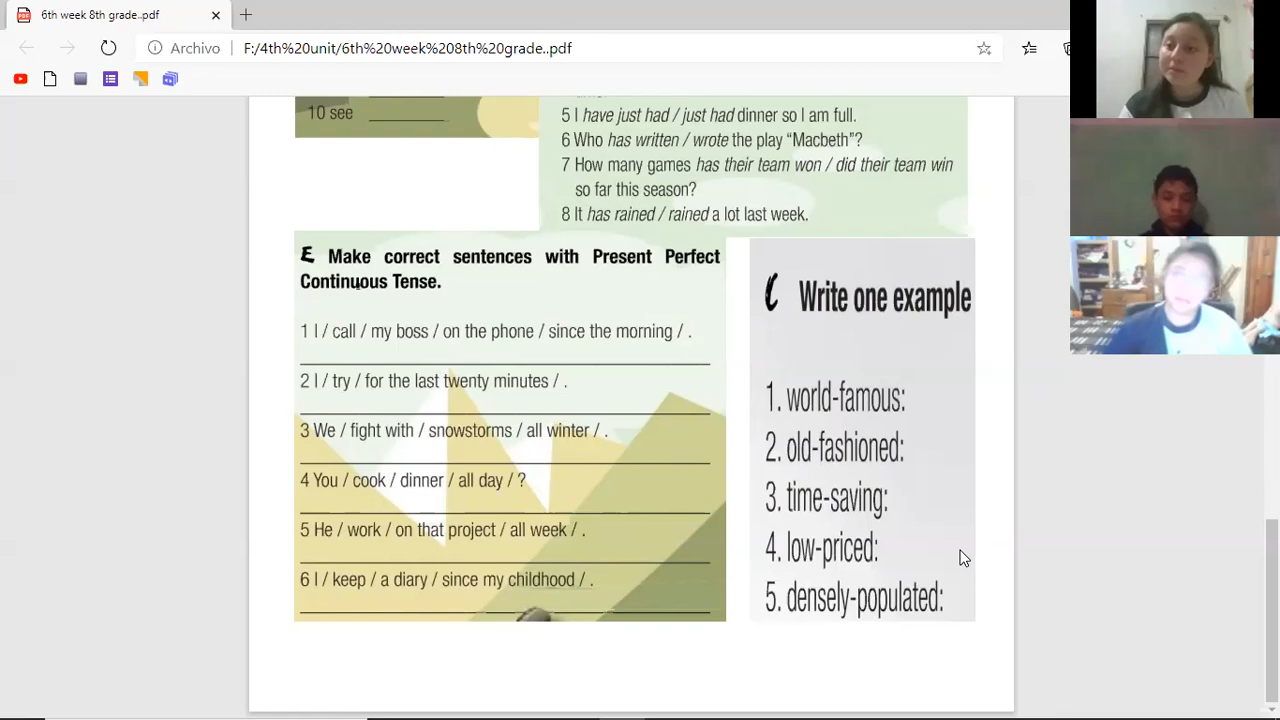 6th week 8th grade..pdf
Archivo
F:/4th%20unit/6th%20week%208th%20grade..pdf
10 see
5 I have just had / just had dinner so I am full.
6 Who has written / wrote the play “Macbeth”?
7 How many games has their team won / did their team win
so far this season?
8 It has rained / rained a lot last week.
E Make correct sentences with Present Perfect
Continuous Tense.
1 I / call / my boss / on the phone / since the morning / .
2 I / try / for the last twenty minutes / .
3 We / fight with / snowstorms / all winter / .
4 You / cook / dinner / all day / ?
5 He / work / on that project / all week / .
6 I / keep / a diary / since my childhood / .
C Write one example
1. world-famous:
2. old-fashioned:
3. time-saving:
4. low-priced:
5. densely-populated: